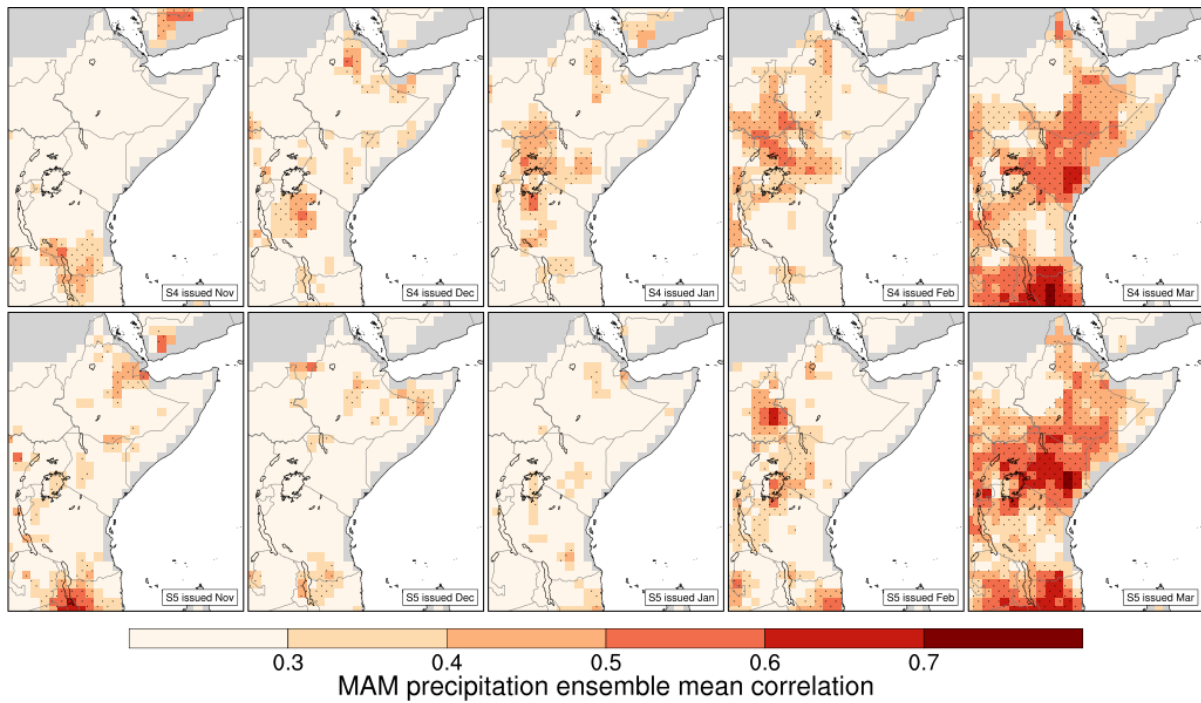 S4 issued Nov
S4 issued Dec
S4 issued Jan
S4 issued Feb
S4 issued Mar
S5 issued Nov
S5 issued Dec
S5 issued Jan
S5 issued Feb
S5 issued Mar
0.3 0.4 0.5 0.6 0.7
MAM precipitation ensemble mean correlation